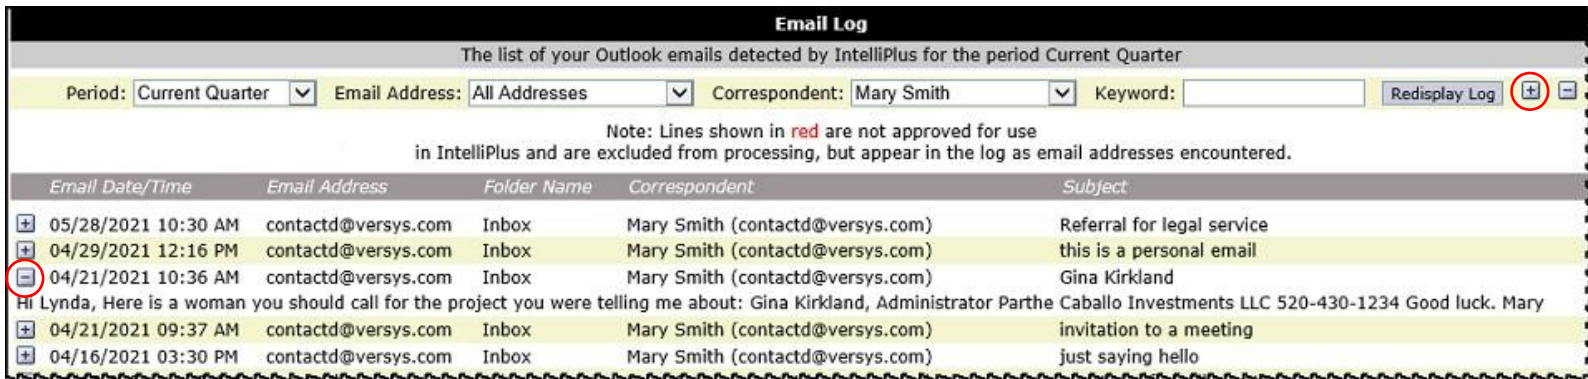 Email Log
The list of your Outlook emails detected by IntelliPlus for the period Current Quarter
Period: Current Quarter Email Address: All Addresses Correspondent: Mary Smith Keyword: Redisplay Log
Note: Lines shown in red are not approved for use
in IntelliPlus and are excluded from processing, but appear in the log as email addresses encountered.
Email Date/Time Email Address Folder Name Correspondent Subject
05/28/2021 10:30 AM contactd@versys.com Inbox Mary Smith (contactd@versys.com) Referral for legal service
04/29/2021 12:16 PM contactd@versys.com Inbox Mary Smith (contactd@versys.com) this is a personal email
04/21/2021 10:36 AM contactd@versys.com Inbox Mary Smith (contactd@versys.com) Gina Kirkland
Hi Lynda, Here is a woman you should call for the project you were telling me about: Gina Kirkland, Administrator Parthe Caballo Investments LLC 520-430-1234 Good luck. Mary
04/21/2021 09:37 AM contactd@versys.com Inbox Mary Smith (contactd@versys.com) invitation to a meeting
04/16/2021 03:30 PM contactd@versys.com Inbox Mary Smith (contactd@versys.com) just saying hello